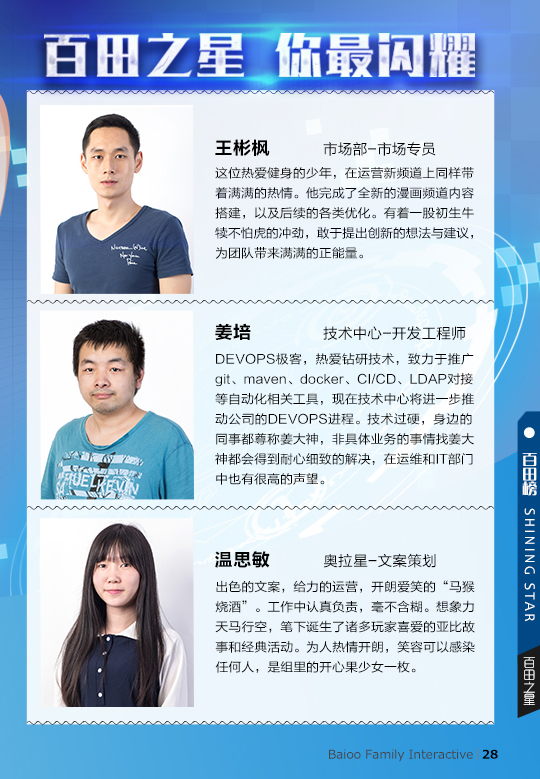 百田之星 你最闪耀
王彬枫 市场部-市场专员
这位热爱健身的少年，在运营新频道上同样带
着满满的热情。他完成了全新的漫画频道内容
搭建，以及后续的各类优化。有着一股初生牛
犊不怕虎的冲劲，敢于提出创新的想法与建议，
为团队带来满满的正能量。
姜培 技术中心-开发工程师
DEVOPS极客，热爱钻研技术，致力于推广
git、maven、docker、CI/CD、LDAP对接
等自动化相关工具，现在技术中心将进一步推
动公司的DEVOPS进程。技术过硬，身边的
同事都尊称姜大神，非具体业务的事情找姜大
神都会得到耐心细致的解决，在运维和IT部门
中也有很高的声望。
温思敏 奥拉星-文案策划
出色的文案，给力的运营，开朗爱笑的“马猴
烧酒”。工作中认真负责，毫不含糊。想象力
天马行空，笔下诞生了诸多玩家喜爱的亚比故
事和经典活动。为人热情开朗，笑容可以感染
任何人，是组里的开心果少女一枚。
百田榜 SHINING STAR
百田之星
Baioo Family Interactive 28